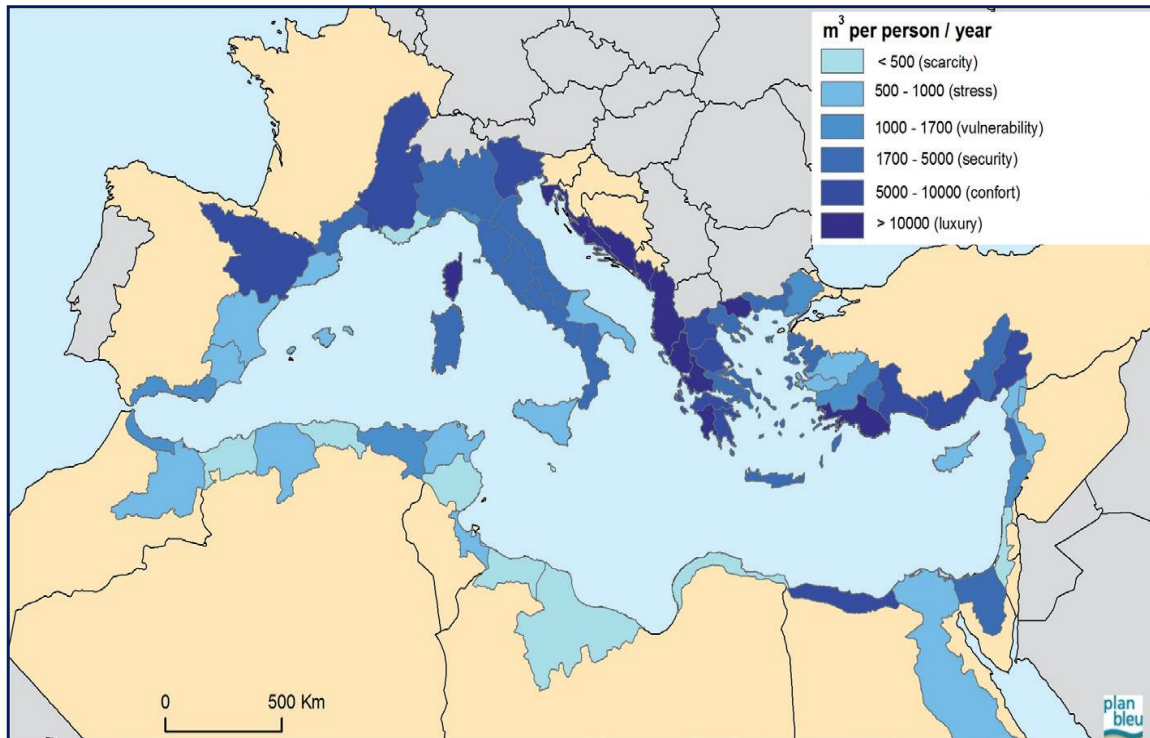 m³ per person / year
< 500 (scarcity)
500 - 1000 (stress)
1000 - 1700 (vulnerability)
1700 - 5000 (security)
5000 - 10000 (confort)
> 10000 (luxury)
0 500 Km
plan
bleu